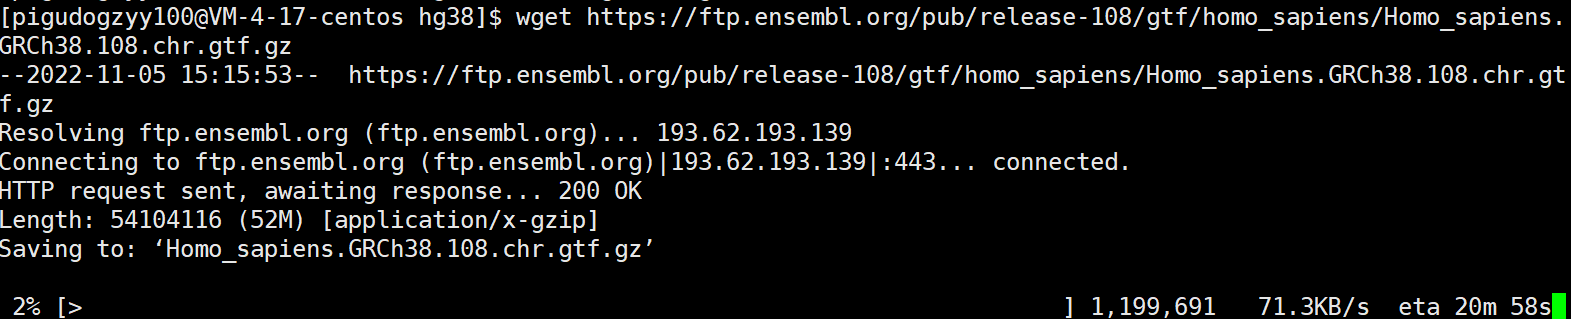 [pigudogzyy100@VM-4-17-centos hg38]$ wget https://ftp.ensembl.org/pub/release-108/gtf/homo_sapiens/Homo_sapiens.
GRCh38.108.chr.gtf.gz
--2022-11-05 15:15:53--  https://ftp.ensembl.org/pub/release-108/gtf/homo_sapiens/Homo_sapiens.GRCh38.108.chr.gt
f.gz
Resolving ftp.ensembl.org (ftp.ensembl.org)... 193.62.193.139
Connecting to ftp.ensembl.org (ftp.ensembl.org)|193.62.193.139|:443... connected.
HTTP request sent, awaiting response... 200 OK
Length: 54104116 (52M) [application/x-gzip]
Saving to: ‘Homo_sapiens.GRCh38.108.chr.gtf.gz’
2% [> ] 1,199,691   71.3KB/s  eta 20m 58s